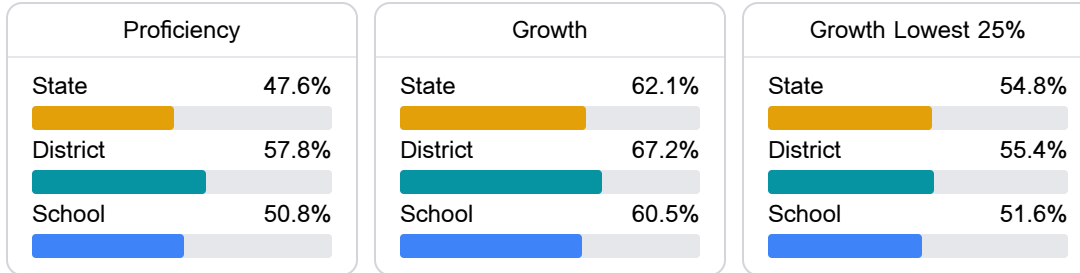 Proficiency
State 47.6%
District 57.8%
School 50.8%
Growth
State 62.1%
District 67.2%
School 60.5%
Growth Lowest 25%
State 54.8%
District 55.4%
School 51.6%